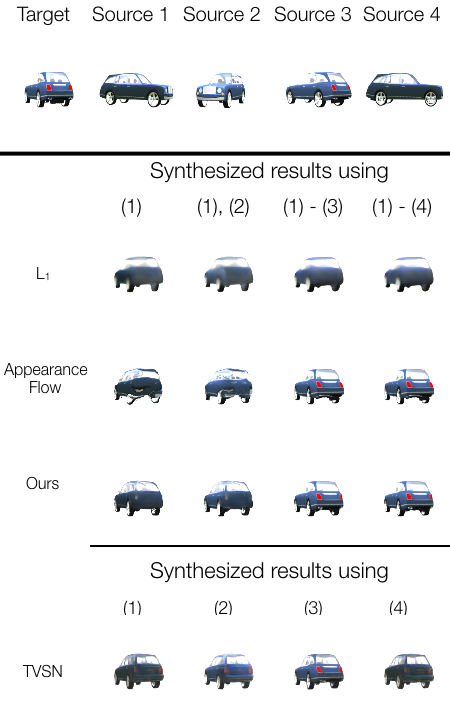 Target Source 1 Source 2 Source 3 Source 4
Synthesized results using
(1) (1), (2) (1) - (3) (1) - (4)
L₁
Appearance
Flow
Ours
Synthesized results using
(1) (2) (3) (4)
TVSN